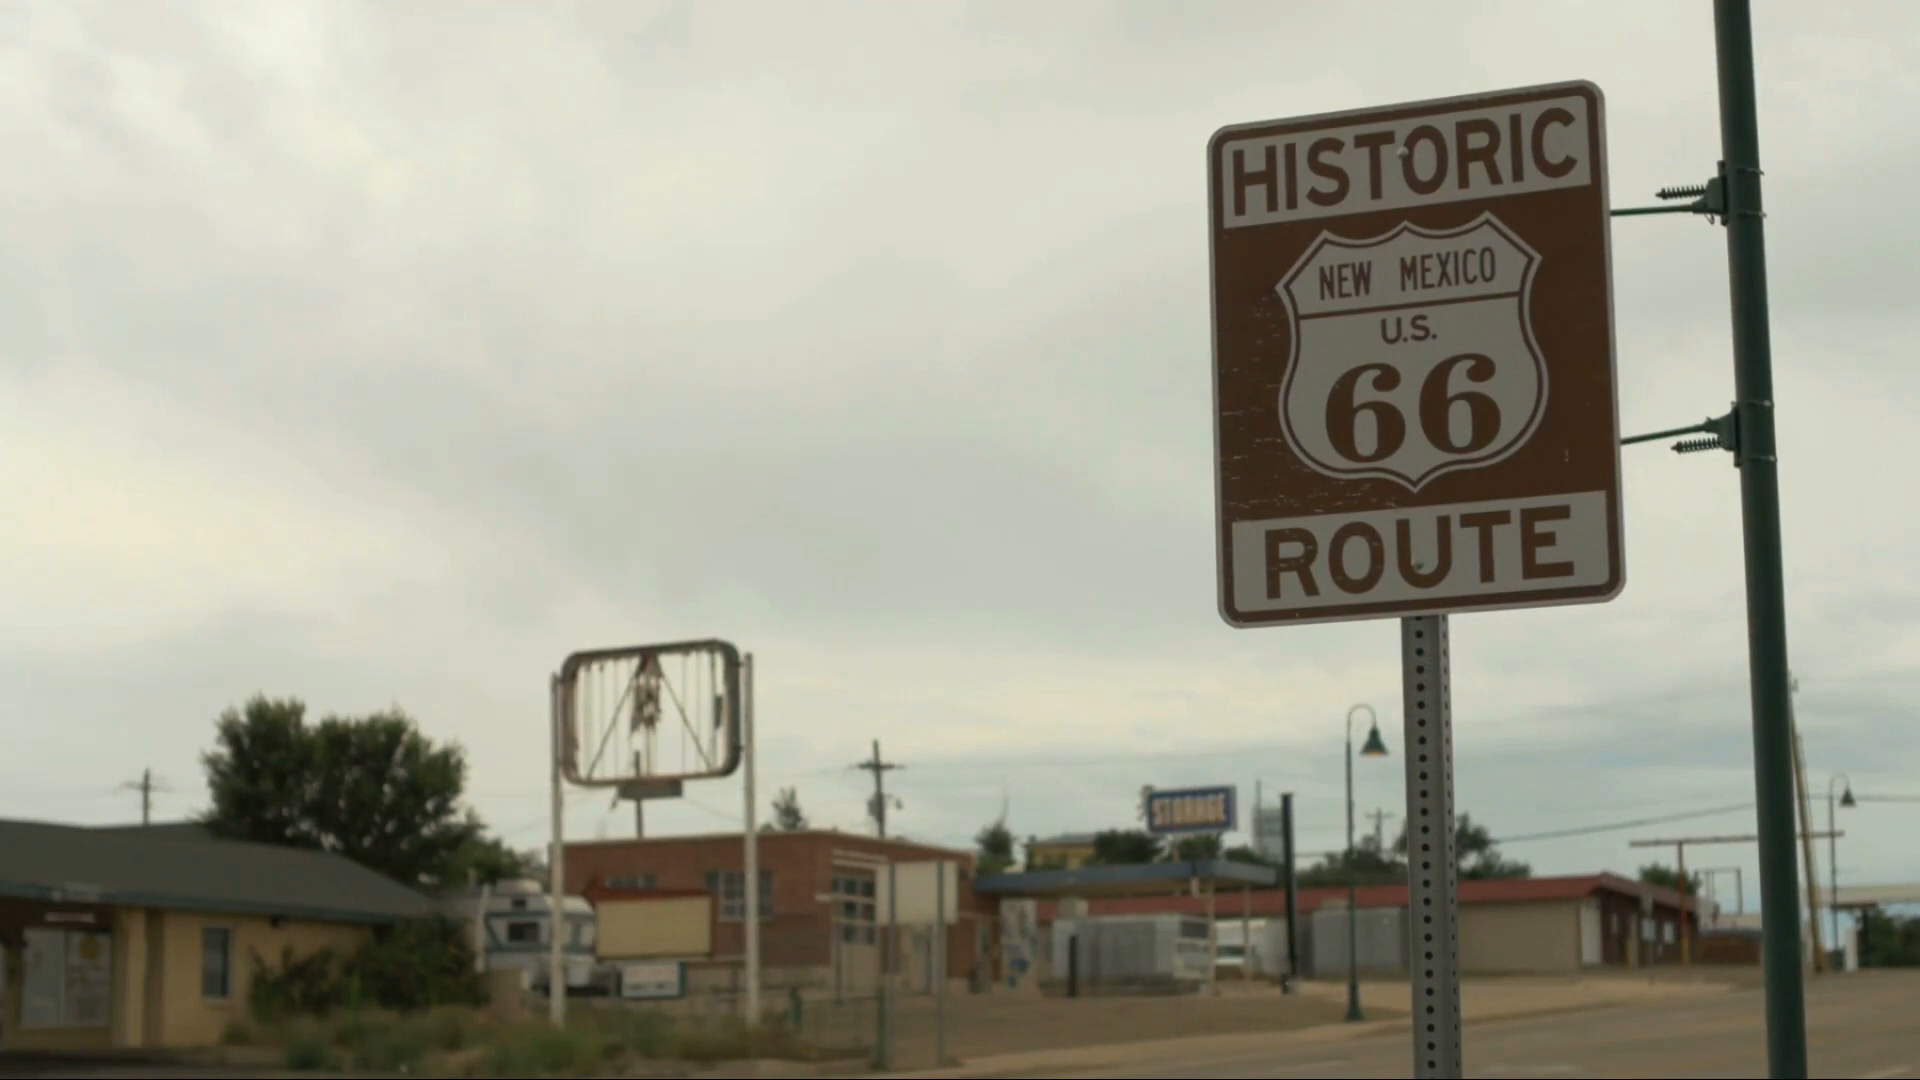 HISTORIC
NEW MEXICO
U.S.
66
ROUTE
STORAGE